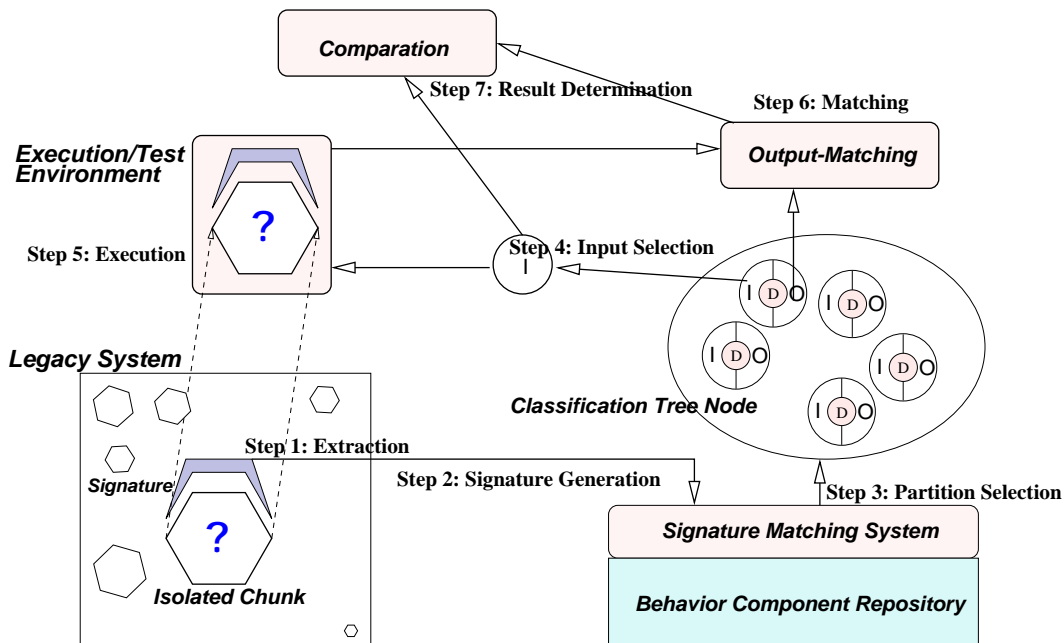 Comparation
Step 7: Result Determination
Step 6: Matching
Execution/Test
Environment
Output-Matching
?
Step 5: Execution
Step 4: Input Selection
I
I D O
I D O
I D O
I D O
I D O
Legacy System
Classification Tree Node
Step 1: Extraction
Step 2: Signature Generation
Signature
Step 3: Partition Selection
?
Signature Matching System
Isolated Chunk
Behavior Component Repository